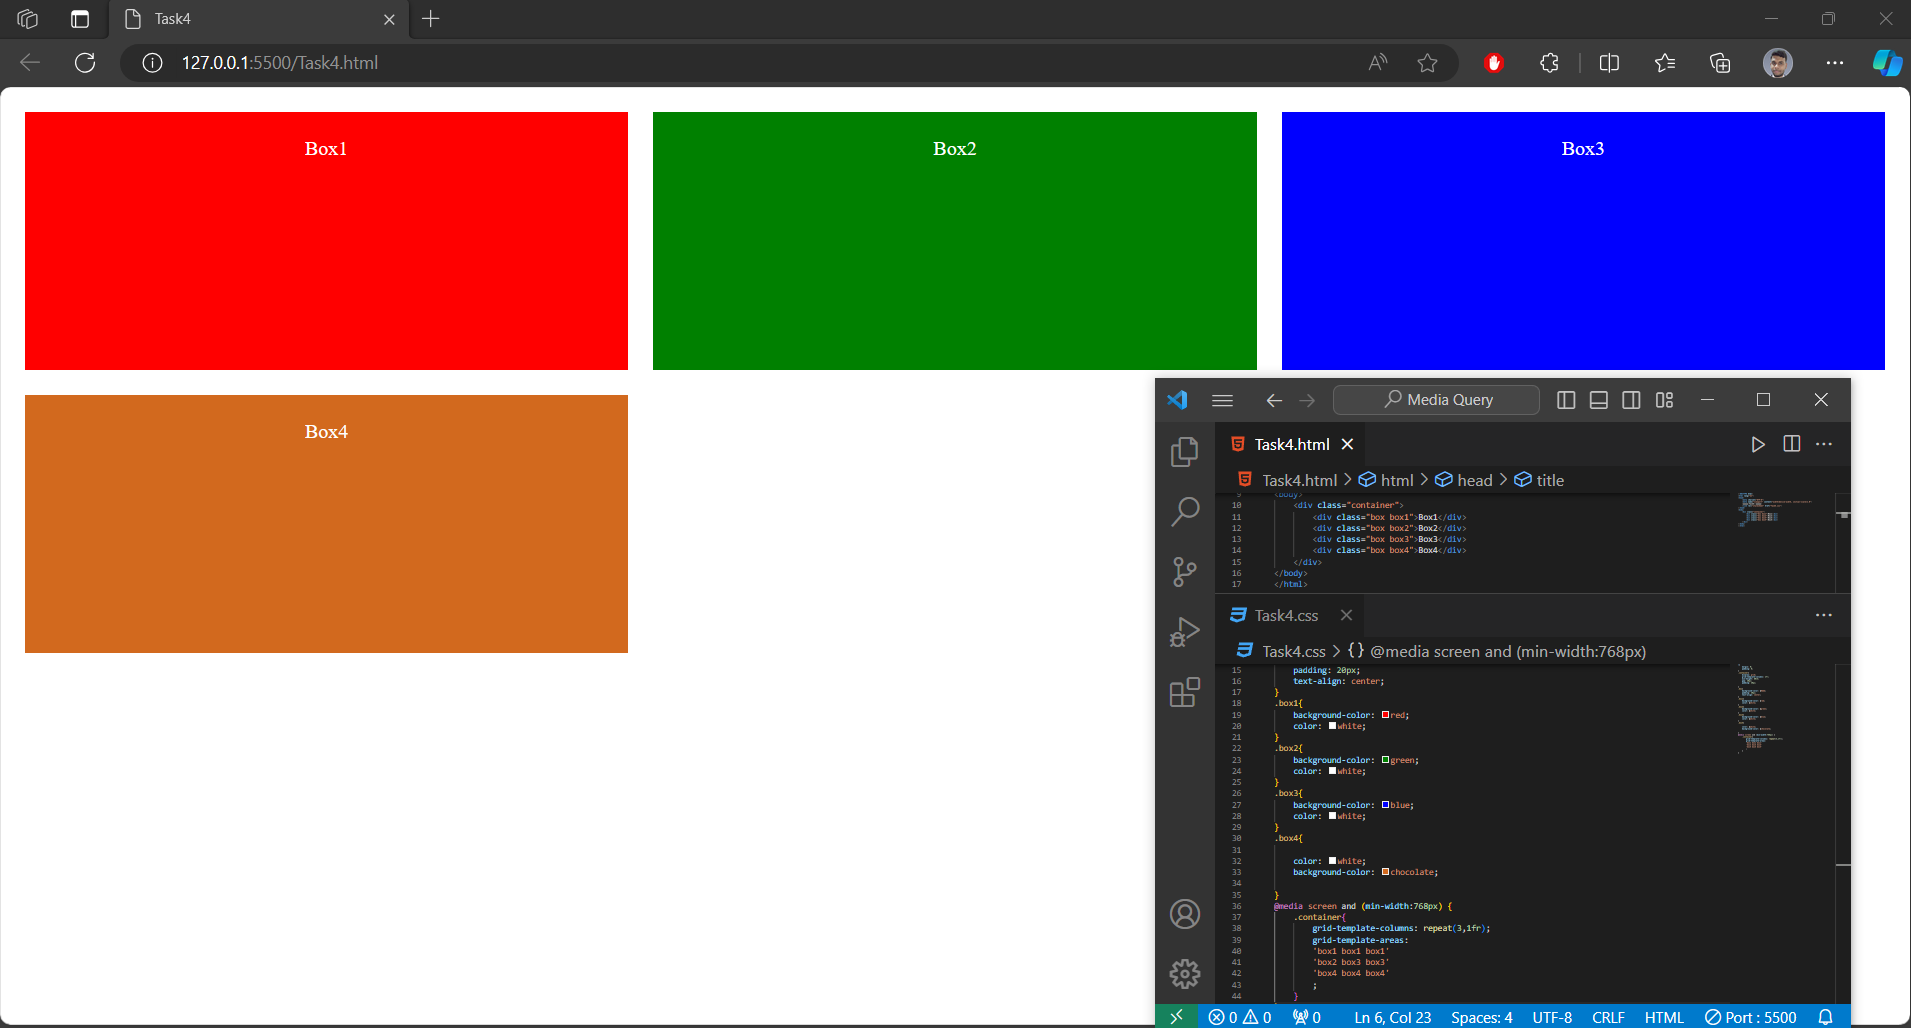 Task4
127.0.0.1:5500/Task4.html
Box1
Box2
Box3
Box4
Media Query
Task4.html
Task4.html > html > head > title
9 <body>
10 <div class="container">
11 <div class="box box1">Box1</div>
12 <div class="box box2">Box2</div>
13 <div class="box box3">Box3</div>
14 <div class="box box4">Box4</div>
15 </div>
16 </body>
17 </html>
Task4.css
Task4.css > {} @media screen and (min-width:768px)
15 padding: 20px;
16 text-align: center;
17 }
18 .box1{
19 background-color: red;
20 color: white;
21 }
22 .box2{
23 background-color: green;
24 color: white;
25 }
26 .box3{
27 background-color: blue;
28 color: white;
29 }
30 .box4{
31
32 color: white;
33 background-color: chocolate;
34
35 }
36 @media screen and (min-width:768px) {
37 .container{
38 grid-template-columns: repeat(3,1fr);
39 grid-template-areas:
40 'box1 box1 box1'
41 'box2 box3 box3'
42 'box4 box4 box4'
43 ;
44 }
0 0 0 Ln 6, Col 23 Spaces: 4 UTF-8 CRLF HTML Port : 5500